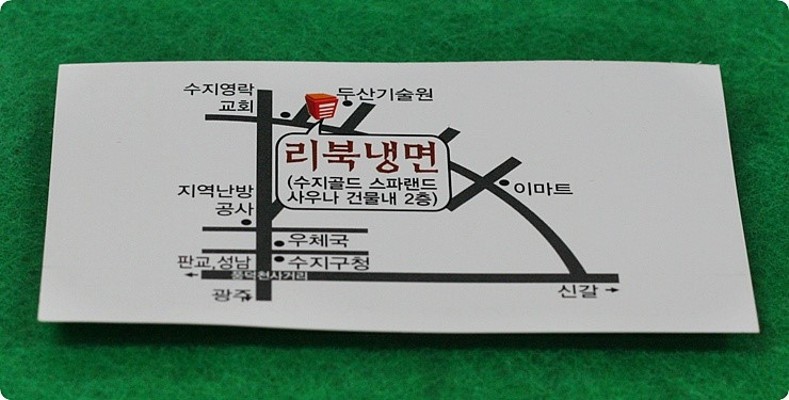 수지영락
교회
두산기술원
리북냉면
(수지골드 스파랜드
사우나 건물내 2층)
지역난방
공사
이마트
우체국
판교,성남
수지구청
풍덕천사거리
광주
신갈